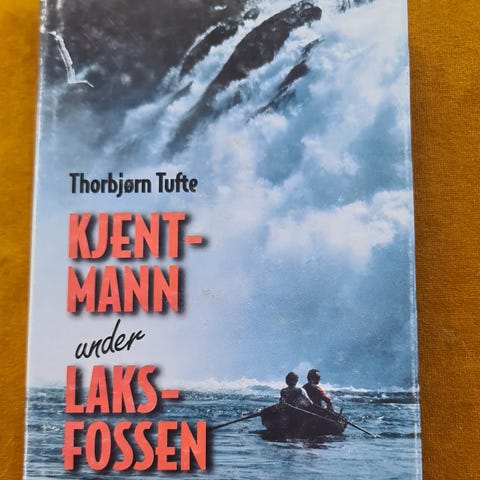 Thorbjørn Tufte
KJENT-
MANN
under
LAKS-
FOSSEN